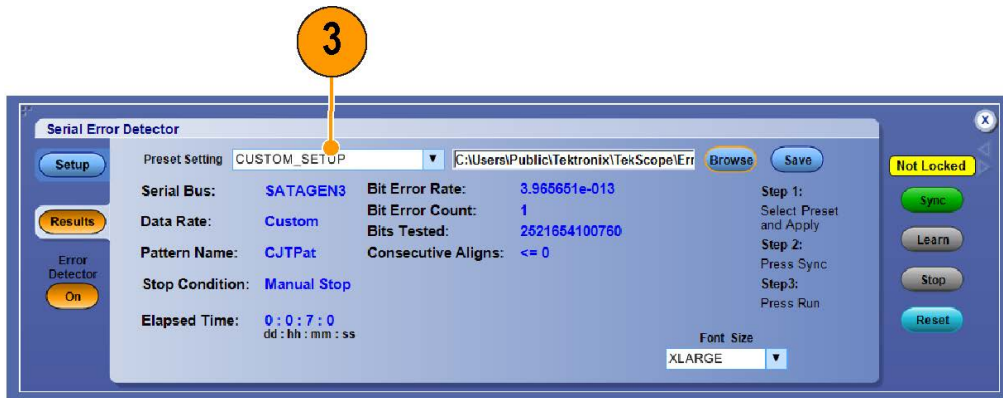 3
Serial Error Detector
Setup
Preset Setting CUSTOM_SETUP C:\Users\Public\Tektronix\TekScope\Err Browse Save
Not Locked
Serial Bus: SATAGEN3 Bit Error Rate: 3.965651e-013 Step 1:
Sync
Bit Error Count: 1 Select Preset
Results Data Rate: Custom and Apply
Bits Tested: 2521654100760
Learn
Step 2:
Pattern Name: CJTPat Consecutive Aligns: <= 0
Error Press Sync
Detector
On Stop Condition: Manual Stop Step3: Stop
Press Run
Elapsed Time: 0 : 0 : 7 : 0 Reset
dd : hh : mm : ss
Font Size
XLARGE